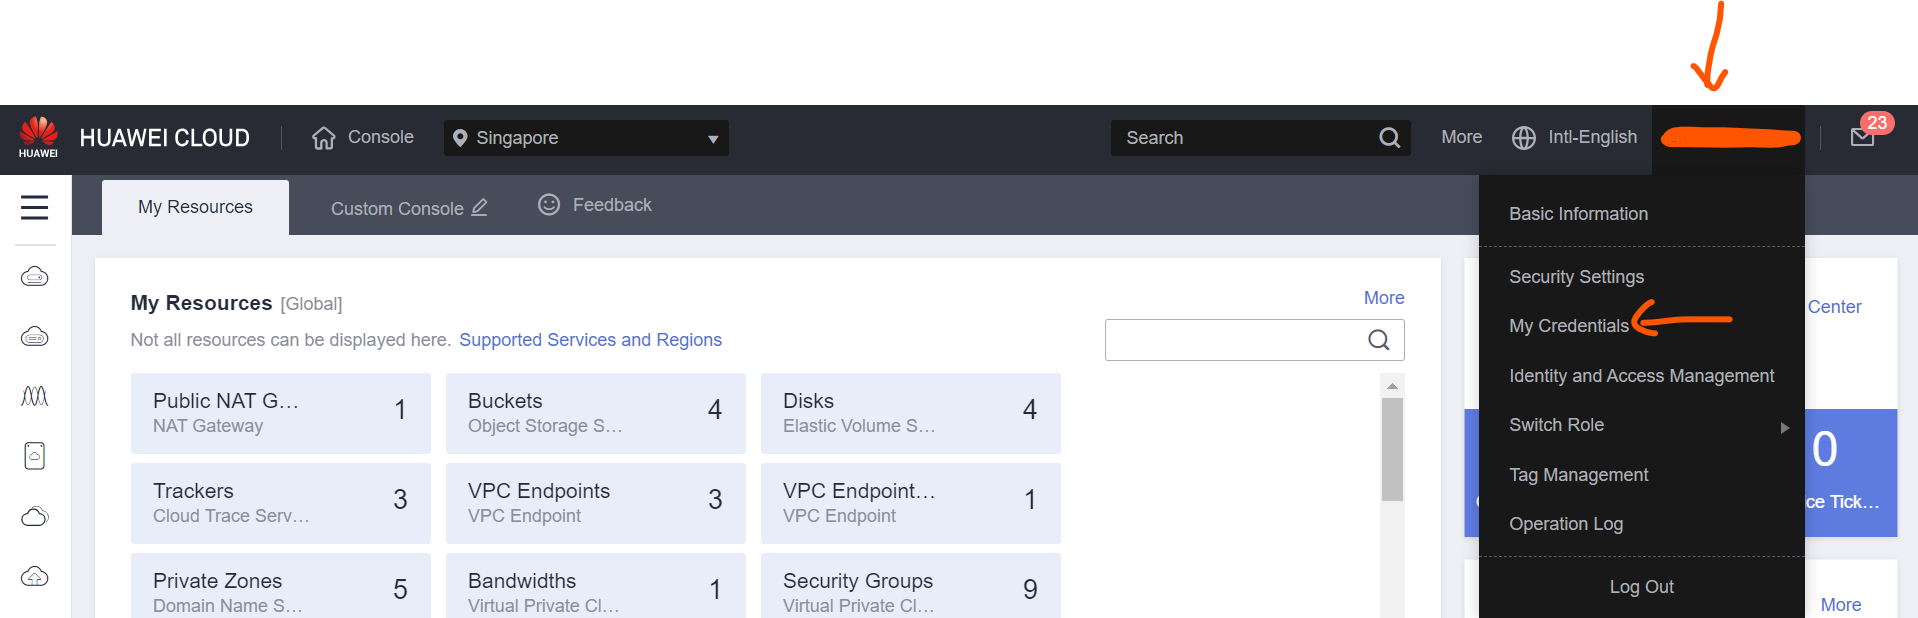 HUAWEI
HUAWEI CLOUD
Console
Singapore
Search
More
Intl-English
23
My Resources
Custom Console
Feedback
My Resources [Global]
More
Not all resources can be displayed here. Supported Services and Regions
Public NAT G... 1
NAT Gateway
Buckets 4
Object Storage S...
Disks 4
Elastic Volume S...
Trackers 3
Cloud Trace Serv...
VPC Endpoints 3
VPC Endpoint
VPC Endpoint... 1
VPC Endpoint
Private Zones 5
Domain Name S...
Bandwidths 1
Virtual Private Cl...
Security Groups 9
Virtual Private Cl...
Basic Information
Security Settings
My Credentials
Identity and Access Management
Switch Role
Tag Management
Operation Log
Log Out
Center
0
ce Tick...
More